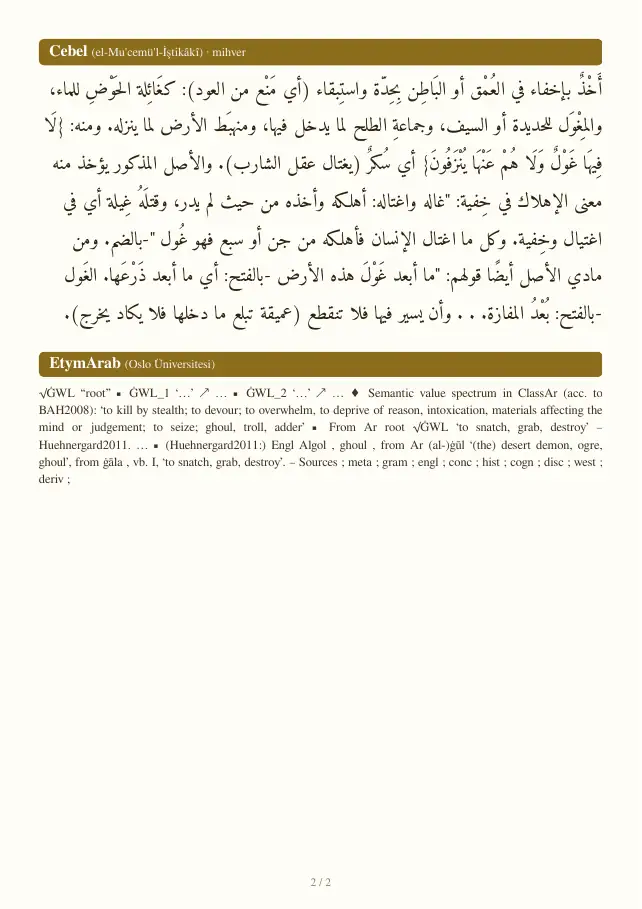 Cebel (el-Mu'cemü'l-İştikâkî) · mihver
أَخْذٌ بإخفاء في العُمْق أو البَاطِن بِحِدّة واستِبقاء (أي مَنْع من العود): كغَائِلة الحَوْضِ للماء،
والمِغْوَل للحديدة أو السيف، وجماعةِ الطلح لما يدخل فيها، ومنهبَط الأرض لما ينزله. ومنه: {لَا
فِيهَا غَوْلٌ وَلَا هُمْ عَنْهَا يُنْزَفُونَ} أي سُكرٌ (يغتال عقل الشارب). والأصل المذكور يؤخذ منه
معنى الإهلاك في خِفية: "غاله واغتاله: أهلكه وأخذه من حيث لم يدر، وقتلَهُ غِيلة أي في
اغتيال وخِفية. وكل ما اغتال الإنسان فأهلكه من جن أو سبع فهو غُول "-بالضم. ومن
مادي الأصل أيضًا قولهم: "ما أبعد غَوْلَ هذه الأرض -بالفتح: أي ما أبعد ذَرْعَها. الغَول
-بالفتح: بُعْدُ المفازة. . . وأن يسير فيها فلا تنقطع (عميقة تبلع ما دخلها فلا يكاد يخرج).
EtymArab (Oslo Üniversitesi)
√ĠWL “root” ▪ ĠWL_1 ‘…’ ↗ … ▪ ĠWL_2 ‘…’ ↗ … ♦ Semantic value spectrum in ClassAr (acc. to
BAH2008): ‘to kill by stealth; to devour; to overwhelm, to deprive of reason, intoxication, materials affecting the
mind or judgement; to seize; ghoul, troll, adder’ ▪ From Ar root √ĠWL ‘to snatch, grab, destroy’ –
Huehnergard2011. … ▪ (Huehnergard2011:) Engl Algol , ghoul , from Ar (al-)ġūl ‘(the) desert demon, ogre,
ghoul’, from ġāla , vb. I, ‘to snatch, grab, destroy’. – Sources ; meta ; gram ; engl ; conc ; hist ; cogn ; disc ; west ;
deriv ;
2 / 2